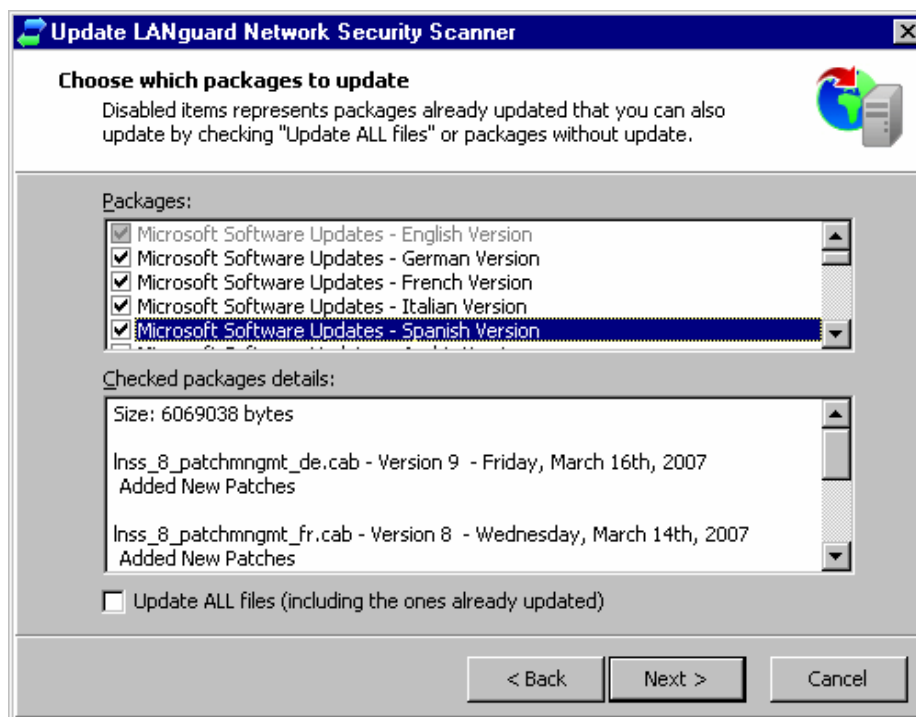 Update LANguard Network Security Scanner
Choose which packages to update
Disabled items represents packages already updated that you can also
update by checking "Update ALL files" or packages without update.
Packages:
Microsoft Software Updates - English Version
Microsoft Software Updates - German Version
Microsoft Software Updates - French Version
Microsoft Software Updates - Italian Version
Microsoft Software Updates - Spanish Version
Checked packages details:
Size: 6069038 bytes
lnss_8_patchmngmt_de.cab - Version 9 - Friday, March 16th, 2007
Added New Patches
lnss_8_patchmngmt_fr.cab - Version 8 - Wednesday, March 14th, 2007
Added New Patches
Update ALL files (including the ones already updated)
< Back
Next >
Cancel